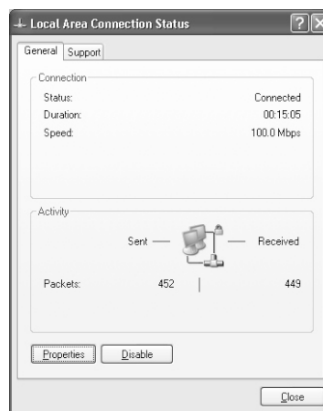 Local Area Connection Status
General Support
Connection
Status: Connected
Duration: 00:15:05
Speed: 100.0 Mbps
Activity
Sent Received
Packets: 452 449
Properties Disable
Close